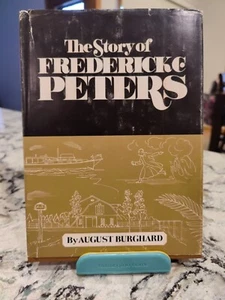 The Story of
FREDERICK C
PETERS
By AUGUST BURGHARD